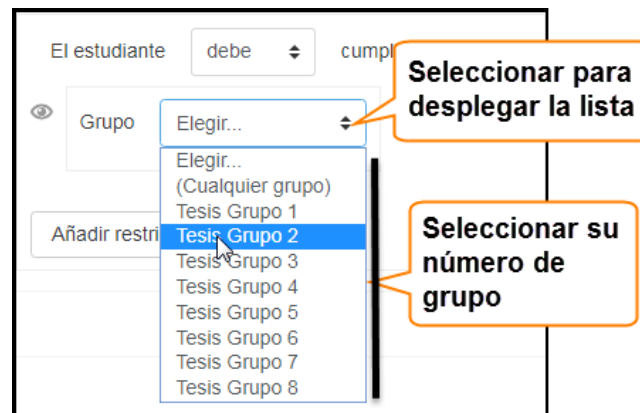 El estudiante debe cumpl
Seleccionar para
desplegar la lista
Grupo Elegir...
Elegir...
(Cualquier grupo)
Tesis Grupo 1
Añadir restri
Tesis Grupo 2
Tesis Grupo 3
Tesis Grupo 4
Tesis Grupo 5
Tesis Grupo 6
Tesis Grupo 7
Tesis Grupo 8
Seleccionar su
número de
grupo